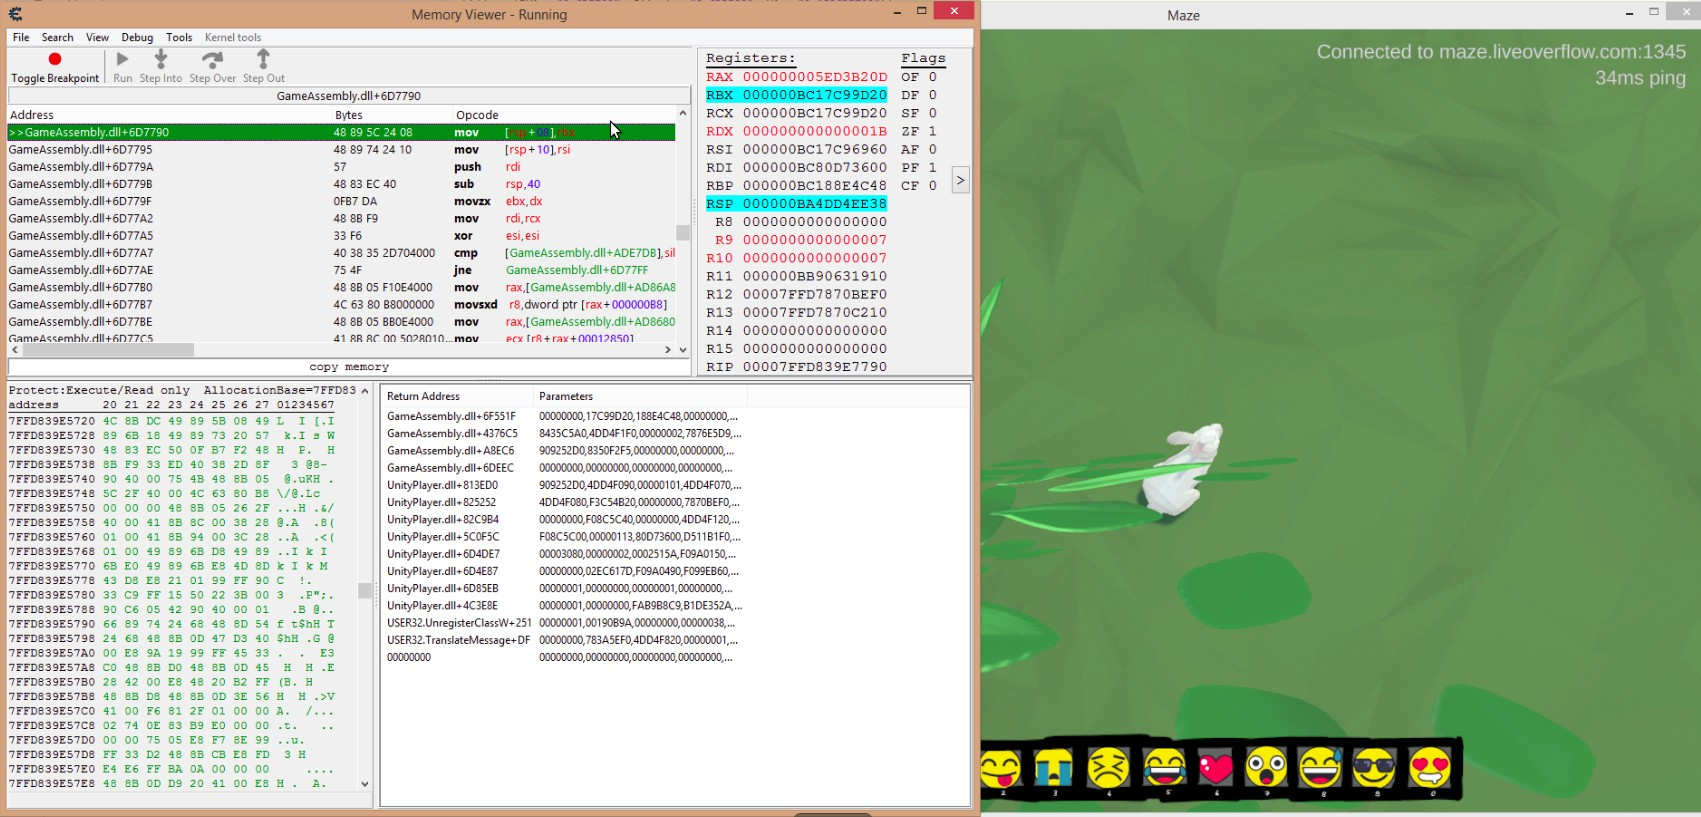 Memory Viewer - Running
File Search View Debug Tools Kernel tools
Toggle Breakpoint Run Step Into Step Over Step Out
GameAssembly.dll+6D7790
Address Bytes Opcode
>>GameAssembly.dll+6D7790 48 89 5C 24 08 mov [rsp+08],rbx
GameAssembly.dll+6D7795 48 89 74 24 10 mov [rsp+10],rsi
GameAssembly.dll+6D779A 57 push rdi
GameAssembly.dll+6D779B 48 83 EC 40 sub rsp,40
GameAssembly.dll+6D779F 0FB7 DA movzx ebx,dx
GameAssembly.dll+6D77A2 48 8B F9 mov rdi,rcx
GameAssembly.dll+6D77A5 33 F6 xor esi,esi
GameAssembly.dll+6D77A7 40 38 35 2D704000 cmp [GameAssembly.dll+ADE7DB],sil
GameAssembly.dll+6D77AE 75 4F jne GameAssembly.dll+6D77FF
GameAssembly.dll+6D77B0 48 8B 05 F10E4000 mov rax,[GameAssembly.dll+AD86A8
GameAssembly.dll+6D77B7 4C 63 80 B8000000 movsxd r8,dword ptr [rax+000000B8]
GameAssembly.dll+6D77BE 48 8B 05 BB0E4000 mov rax,[GameAssembly.dll+AD8680
GameAssembly.dll+6D77C5 41 8B 8C 00 5028010... mov ecx,[r8+rax+00012850]
copy memory
Registers: Flags
RAX 000000005ED3B20D OF 0
RBX 000000BC17C99D20 DF 0
RCX 000000BC17C99D20 SF 0
RDX 000000000000001B ZF 1
RSI 000000BC17C96960 AF 0
RDI 000000BC80D73600 PF 1
RBP 000000BC188E4C48 CF 0
RSP 000000BA4DD4EE38
R8 0000000000000000
R9 0000000000000007
R10 0000000000000007
R11 000000BB90631910
R12 00007FFD7870BEF0
R13 00007FFD7870C210
R14 0000000000000000
R15 0000000000000000
RIP 00007FFD839E7790
>
Protect:Execute/Read only AllocationBase=7FFD83
address 20 21 22 23 24 25 26 27 01234567
7FFD839E5720 4C 8B DC 49 89 5B 08 49 L I [.I
7FFD839E5728 89 6B 18 49 89 73 20 57 k.I s W
7FFD839E5730 48 83 EC 50 0F B7 F2 48 H P. H
7FFD839E5738 8B F9 33 ED 40 38 2D 8F 3 @8-
7FFD839E5740 90 40 00 75 4B 48 8B 05 @.uKH .
7FFD839E5748 5C 2F 40 00 4C 63 80 B8 \/@.Lc
7FFD839E5750 00 00 00 48 8B 05 26 2F ...H .&/
7FFD839E5758 40 00 41 8B 8C 00 38 28 @.A .8(
7FFD839E5760 01 00 41 8B 94 00 3C 28 ..A .<(
7FFD839E5768 01 00 49 89 6B D8 49 89 ..I k I
7FFD839E5770 6B E0 49 89 6B E8 4D 8D k I k M
7FFD839E5778 43 D8 E8 21 01 99 FF 90 C !.
7FFD839E5780 33 C9 FF 15 50 22 3B 00 3 .P";.
7FFD839E5788 90 C6 05 42 90 40 00 01 .B @..
7FFD839E5790 66 89 74 24 68 48 8D 54 f t$hH T
7FFD839E5798 24 68 48 8B 0D 47 D3 40 $hH .G @
7FFD839E57A0 00 E8 9A 19 99 FF 45 33 . . E3
7FFD839E57A8 C0 48 8B D0 48 8B 0D 45 H H .E
7FFD839E57B0 28 42 00 E8 48 20 B2 FF (B. H
7FFD839E57B8 48 8B D8 48 8B 0D 3E 56 H H .>V
7FFD839E57C0 41 00 F6 81 2F 01 00 00 A. /...
7FFD839E57C8 02 74 0E 83 B9 E0 00 00 .t. ..
7FFD839E57D0 00 00 75 05 E8 F7 8E 99 ..u.
7FFD839E57D8 FF 33 D2 48 8B CB E8 FD 3 H
7FFD839E57E0 E4 E6 FF BA 0A 00 00 00 ....
7FFD839E57E8 48 8B 0D D9 20 41 00 E8 H . A.
Return Address Parameters
GameAssembly.dll+6F551F 00000000,17C99D20,188E4C48,00000000,...
GameAssembly.dll+4376C5 8435C5A0,4DD4F1F0,00000002,7876E5D9,...
GameAssembly.dll+A8EC6 909252D0,8350F2F5,00000000,00000000,...
GameAssembly.dll+6DEEC 00000000,00000000,00000000,00000000,...
UnityPlayer.dll+813ED0 909252D0,4DD4F090,00000101,4DD4F070,...
UnityPlayer.dll+825252 4DD4F080,F3C54B20,00000000,7870BEF0,...
UnityPlayer.dll+82C9B4 00000000,F08C5C40,00000000,4DD4F120,...
UnityPlayer.dll+5C0F5C F08C5C00,00000113,80D73600,D511B1F0,...
UnityPlayer.dll+6D4DE7 00003080,00000002,0002515A,F09A0150,...
UnityPlayer.dll+6D4E87 00000000,02EC617D,F09A0490,F099EB60,...
UnityPlayer.dll+6D85EB 00000001,00000000,00000001,00000000,...
UnityPlayer.dll+4C3E8E 00000001,00000000,FAB9B8C9,B1DE352A,...
USER32.UnregisterClassW+251 00000001,00190B9A,00000000,00000038,...
USER32.TranslateMessage+DF 00000000,783A5EF0,4DD4F820,00000001,...
00000000 00000000,00000000,00000000,00000000,...
Maze
Connected to maze.liveoverflow.com:1345
34ms ping
2 3 4 5 6 7 8 9 0